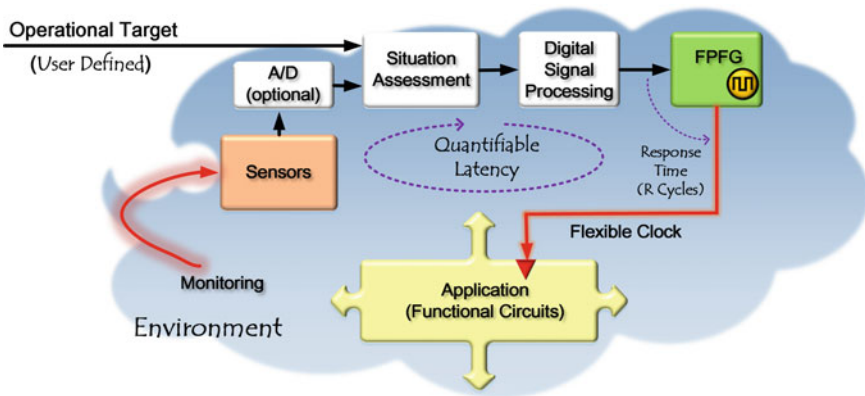 Operational Target
(User Defined)
A/D
(optional)
Situation
Assessment
Digital
Signal
Processing
FPFG
Sensors
Quantifiable
Latency
Response
Time
(R Cycles)
Flexible Clock
Monitoring
Environment
Application
(Functional Circuits)